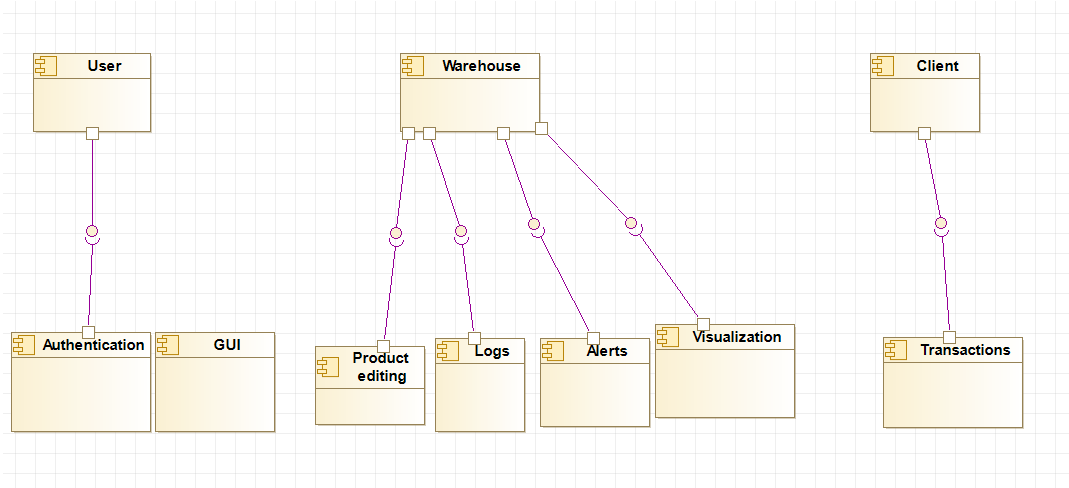 User
Warehouse
Client
Authentication
GUI
Product
editing
Logs
Alerts
Visualization
Transactions